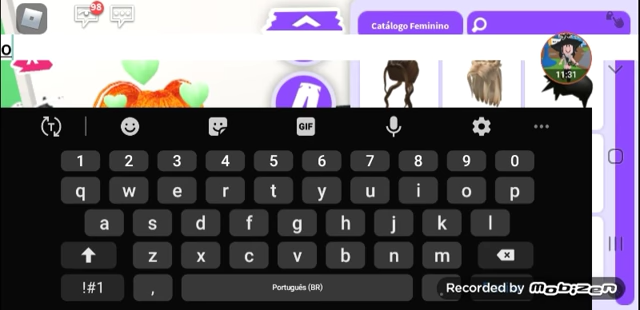 98
Catálogo Feminino
o
11:31
GIF
1 2 3 4 5 6 7 8 9 0
q w e r t y u i o p
a s d f g h j k l
z x c v b n m
!#1 , Português (BR) .
Recorded by Mobizen